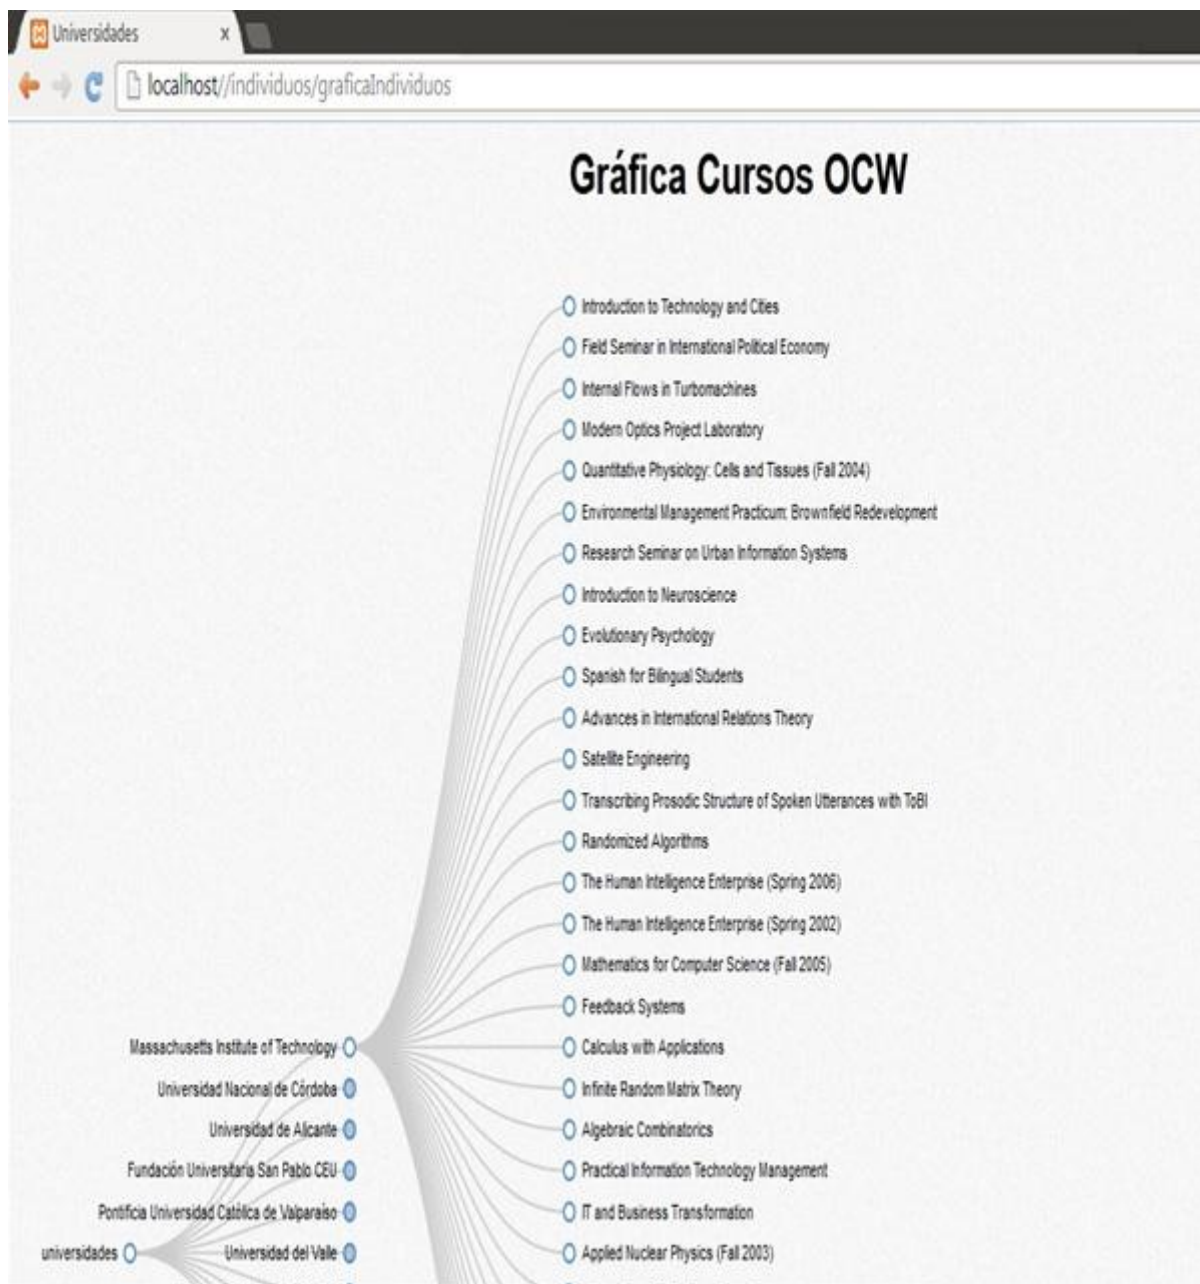 Universidades x
localhost//individuos/graficaIndividuos
Gráfica Cursos OCW
Introduction to Technology and Cities
Field Seminar in International Political Economy
Internal Flows in Turbomachines
Modern Optics Project Laboratory
Quantitative Physiology: Cells and Tissues (Fall 2004)
Environmental Management Practicum: Brownfield Redevelopment
Research Seminar on Urban Information Systems
Introduction to Neuroscience
Evolutionary Psychology
Spanish for Bilingual Students
Advances in International Relations Theory
Satellite Engineering
Transcribing Prosodic Structure of Spoken Utterances with ToBI
Randomized Algorithms
The Human Intelligence Enterprise (Spring 2006)
The Human Intelligence Enterprise (Spring 2002)
Mathematics for Computer Science (Fall 2005)
Feedback Systems
Massachusetts Institute of Technology
Calculus with Applications
Universidad Nacional de Córdoba
Infinite Random Matrix Theory
Universidad de Alicante
Algebraic Combinatorics
Fundación Universitaria San Pablo CEU
Practical Information Technology Management
Pontificia Universidad Católica de Valparaíso
IT and Business Transformation
universidades
Universidad del Valle
Applied Nuclear Physics (Fall 2003)